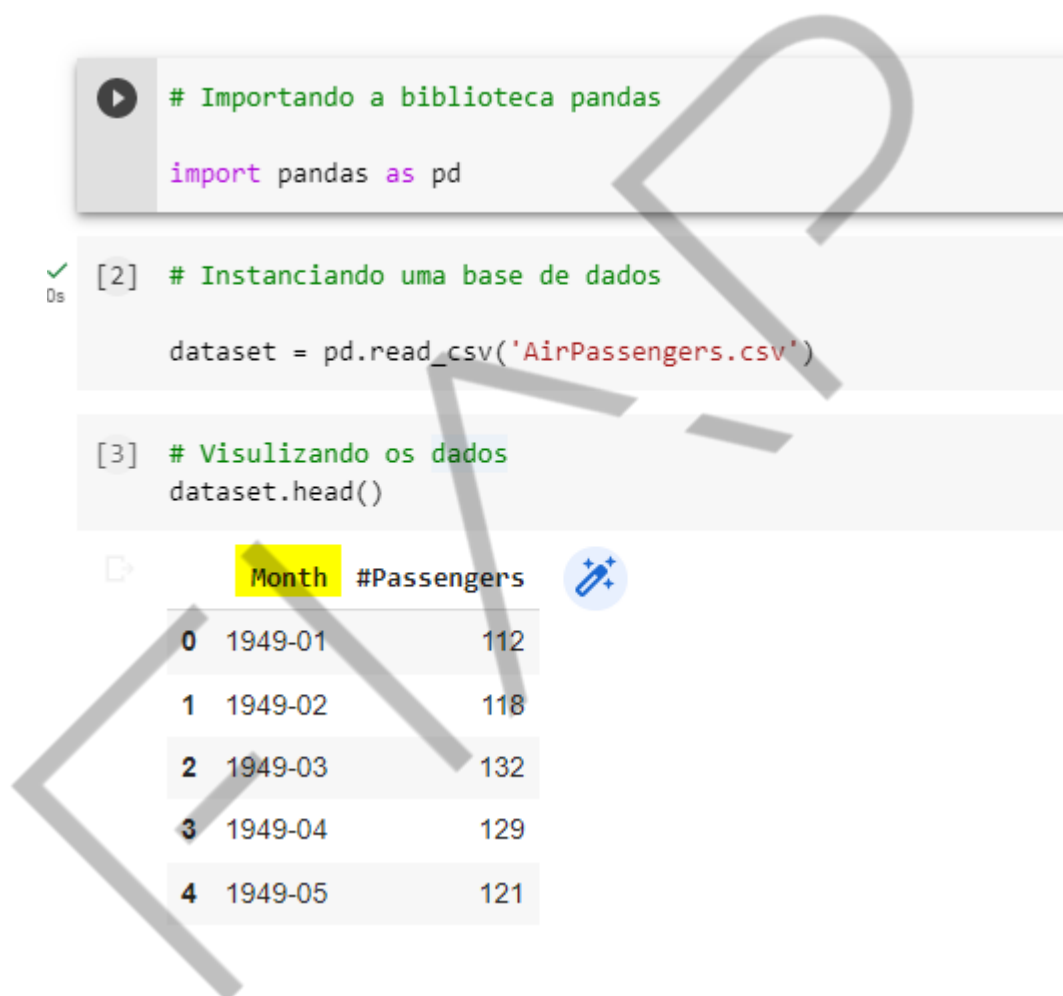 # Importando a biblioteca pandas
import pandas as pd
[2] # Instanciando uma base de dados
0s
dataset = pd.read_csv('AirPassengers.csv')
[3] # Visulizando os dados
dataset.head()
Month #Passengers
0 1949-01 112
1 1949-02 118
2 1949-03 132
3 1949-04 129
4 1949-05 121
FIAP